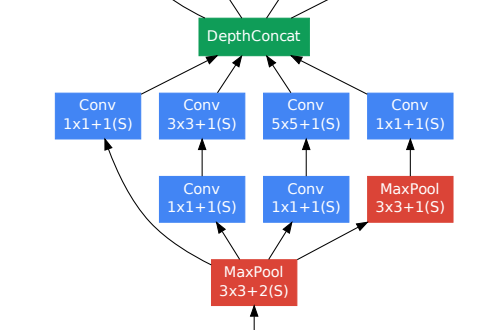 DepthConcat
Conv
1x1+1(S)
Conv
3x3+1(S)
Conv
5x5+1(S)
Conv
1x1+1(S)
Conv
1x1+1(S)
Conv
1x1+1(S)
MaxPool
3x3+1(S)
MaxPool
3x3+2(S)